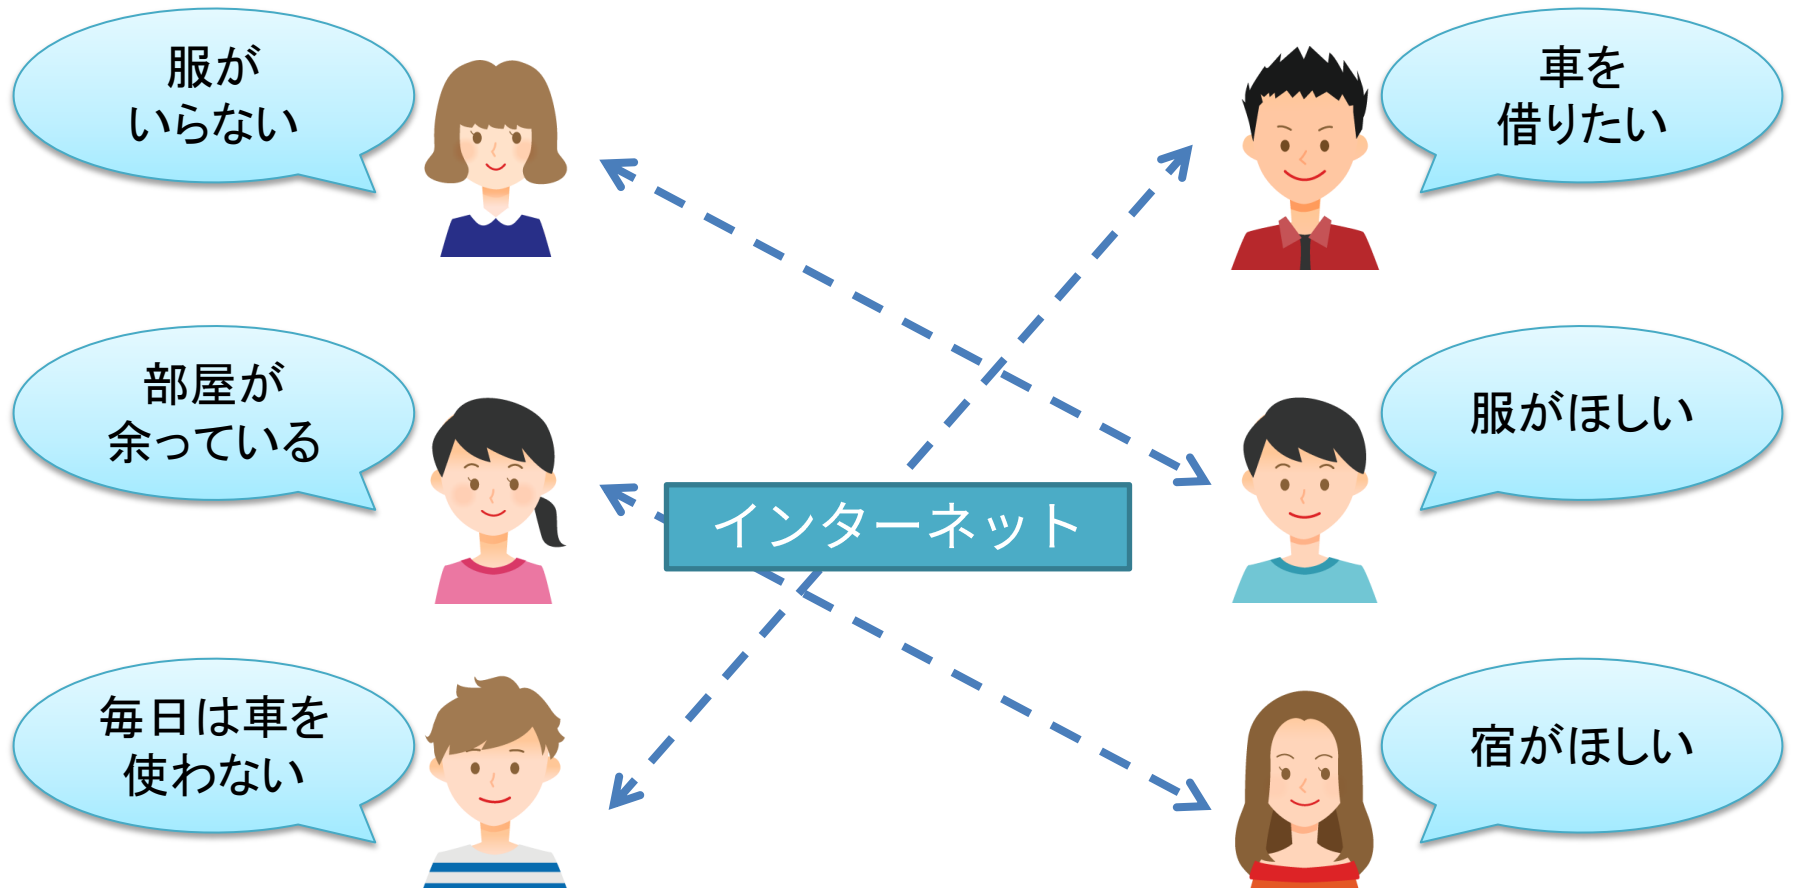 服が
いらない
車を
借りたい
部屋が
余っている
服がほしい
インターネット
毎日は車を
使わない
宿がほしい